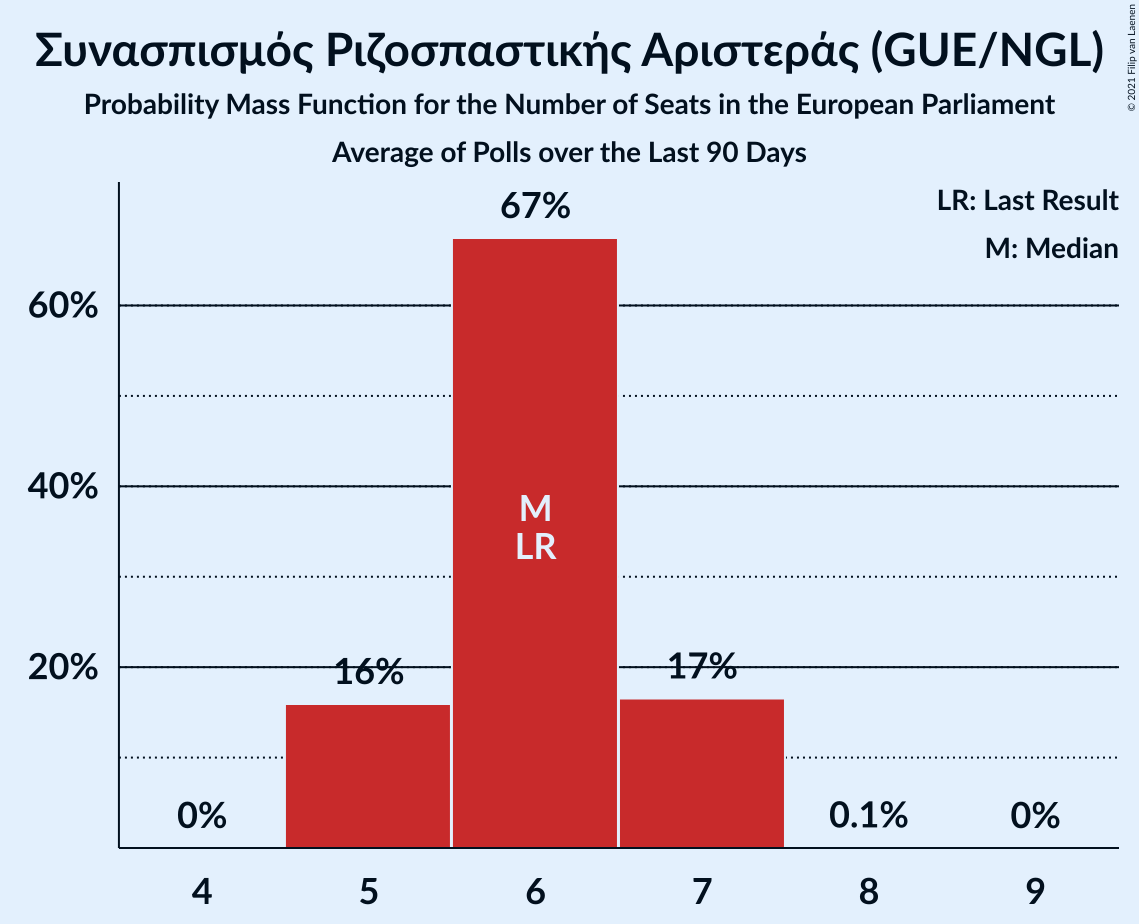 Συνασπισμός Ριζοσπαστικής Αριστεράς (GUE/NGL)
Probability Mass Function for the Number of Seats in the European Parliament
Average of Polls over the Last 90 Days
© 2021 Filip van Laenen
LR: Last Result
M: Median
67%
60%
40%
M
LR
20%
16%
17%
0%
0.1%
0%
4
5
6
7
8
9